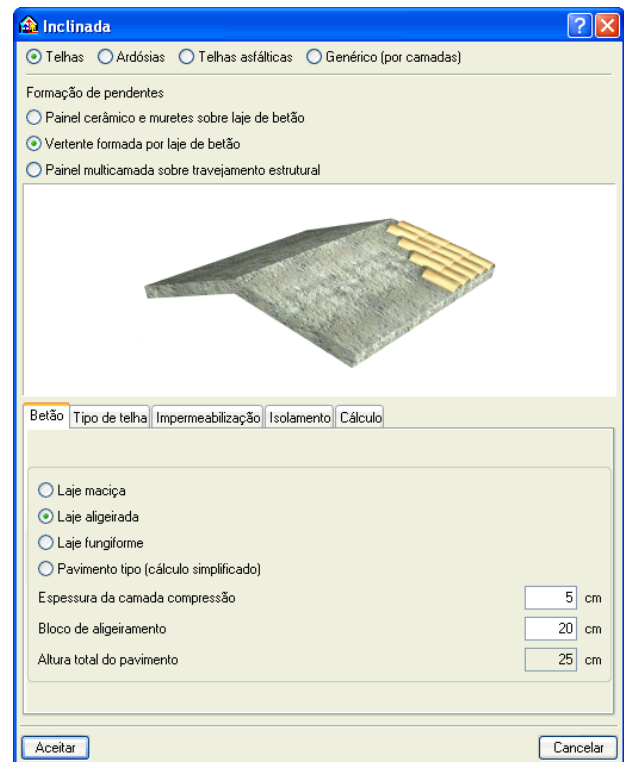 Inclinada
Telhas Ardósias Telhas asfálticas Genérico (por camadas)
Formação de pendentes
Painel cerâmico e muretes sobre laje de betão
Vertente formada por laje de betão
Painel multicamada sobre travejamento estrutural
Betão Tipo de telha Impermeabilização Isolamento Cálculo
Laje maciça
Laje aligeirada
Laje fungiforme
Pavimento tipo (cálculo simplificado)
Espessura da camada compressão 5 cm
Bloco de aligeiramento 20 cm
Altura total do pavimento 25 cm
Aceitar Cancelar